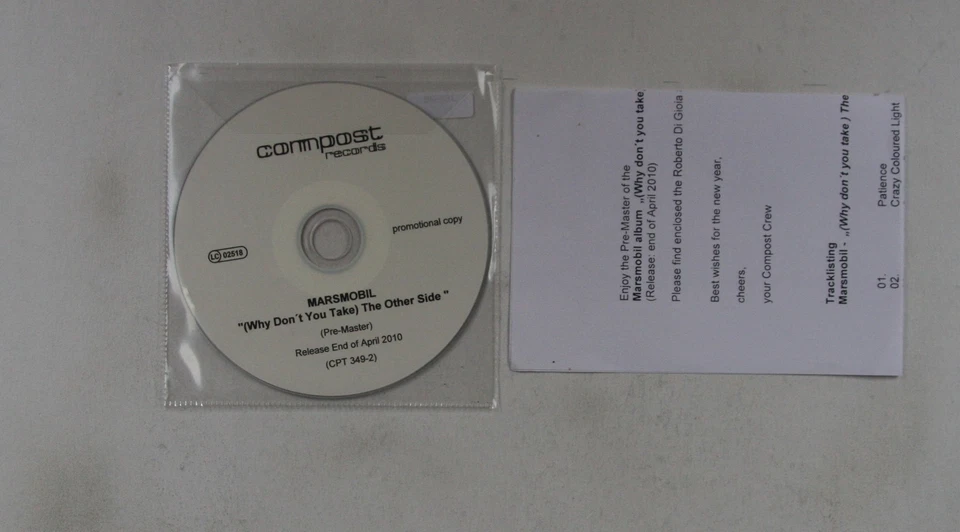 compost
records
promotional copy
LC 02518
MARSMOBIL
"(Why Don´t You Take) The Other Side "
(Pre-Master)
Release End of April 2010
(CPT 349-2)
Enjoy the Pre-Master of the
Marsmobil album „(Why don´t you take
(Release: end of April 2010)
Please find enclosed the Roberto Di Gioia
Best wishes for the new year,
cheers,
your Compost Crew
Tracklisting
Marsmobil - „(Why don´t you take ) The
01. Patience
02. Crazy Coloured Light